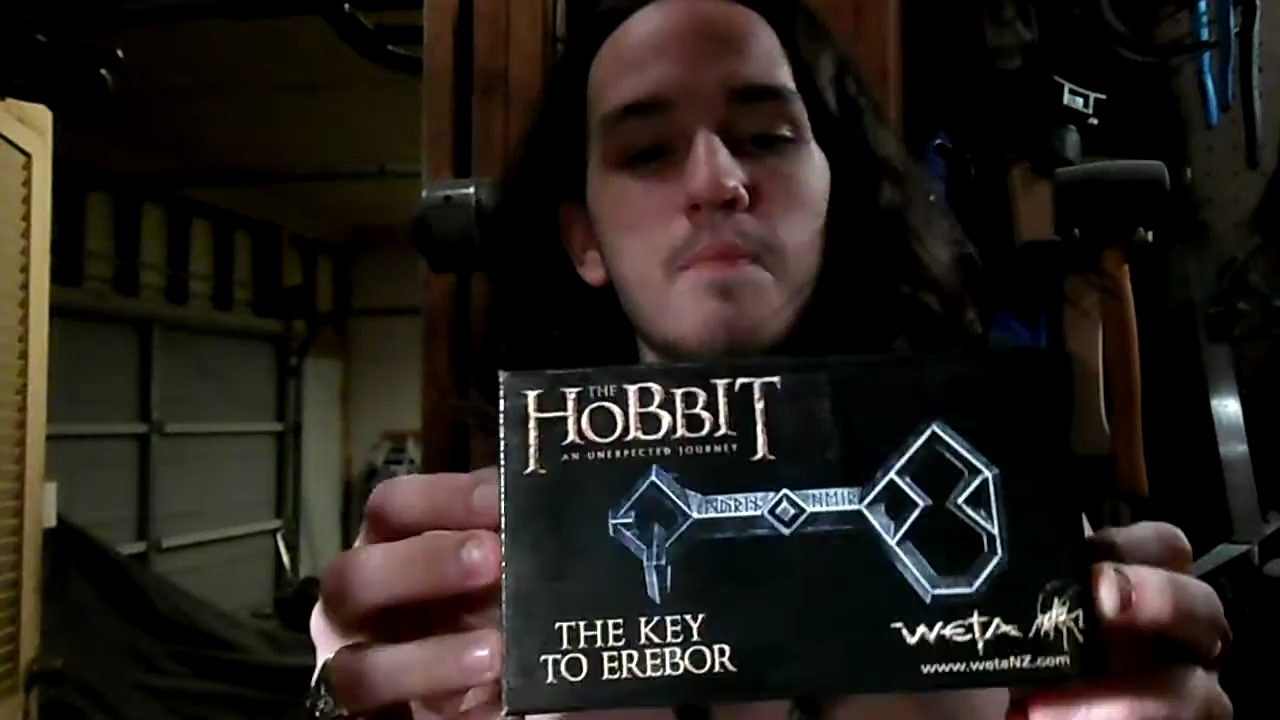 THE
HOBBIT
AN UNEXPECTED JOURNEY
THE KEY
TO EREBOR
WETA
www.wetaNZ.com